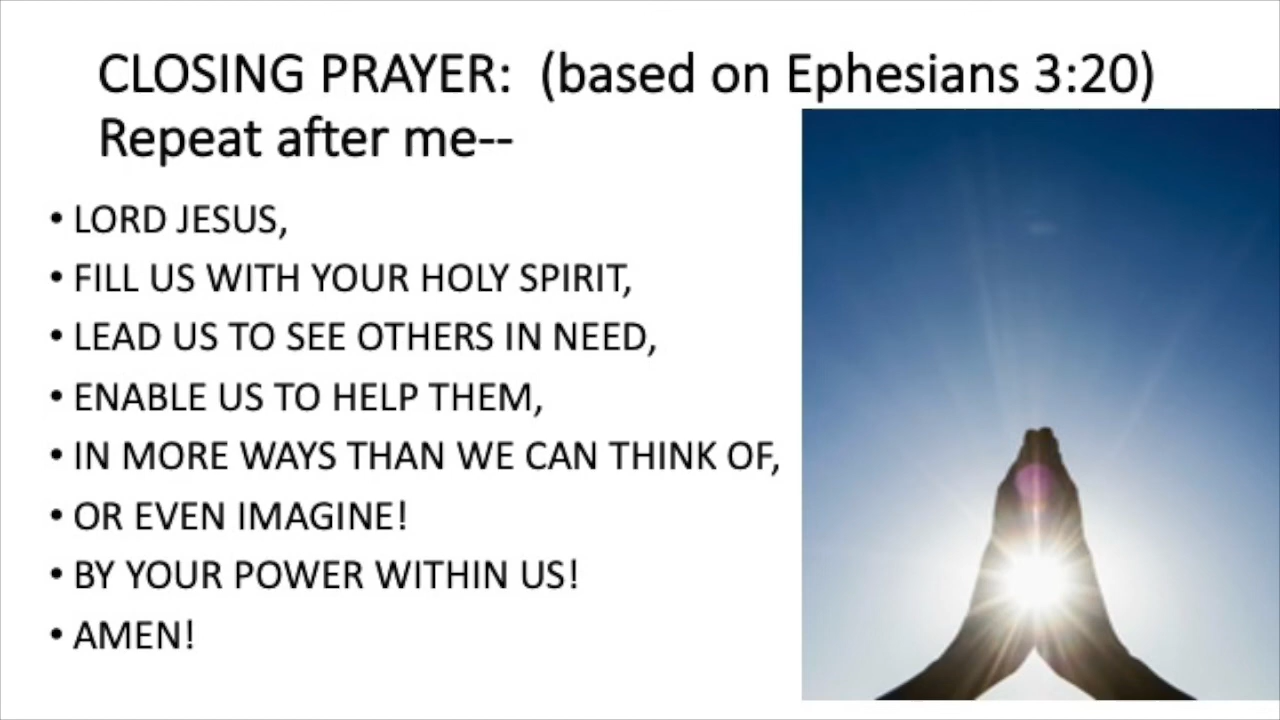 CLOSING PRAYER:  (based on Ephesians 3:20)
Repeat after me--
• LORD JESUS,
• FILL US WITH YOUR HOLY SPIRIT,
• LEAD US TO SEE OTHERS IN NEED,
• ENABLE US TO HELP THEM,
• IN MORE WAYS THAN WE CAN THINK OF,
• OR EVEN IMAGINE!
• BY YOUR POWER WITHIN US!
• AMEN!